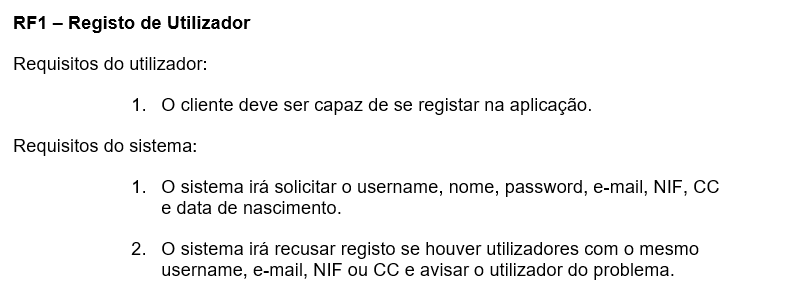 RF1 – Registo de Utilizador
Requisitos do utilizador:
1. O cliente deve ser capaz de se registar na aplicação.
Requisitos do sistema:
1. O sistema irá solicitar o username, nome, password, e-mail, NIF, CC
e data de nascimento.
2. O sistema irá recusar registo se houver utilizadores com o mesmo
username, e-mail, NIF ou CC e avisar o utilizador do problema.